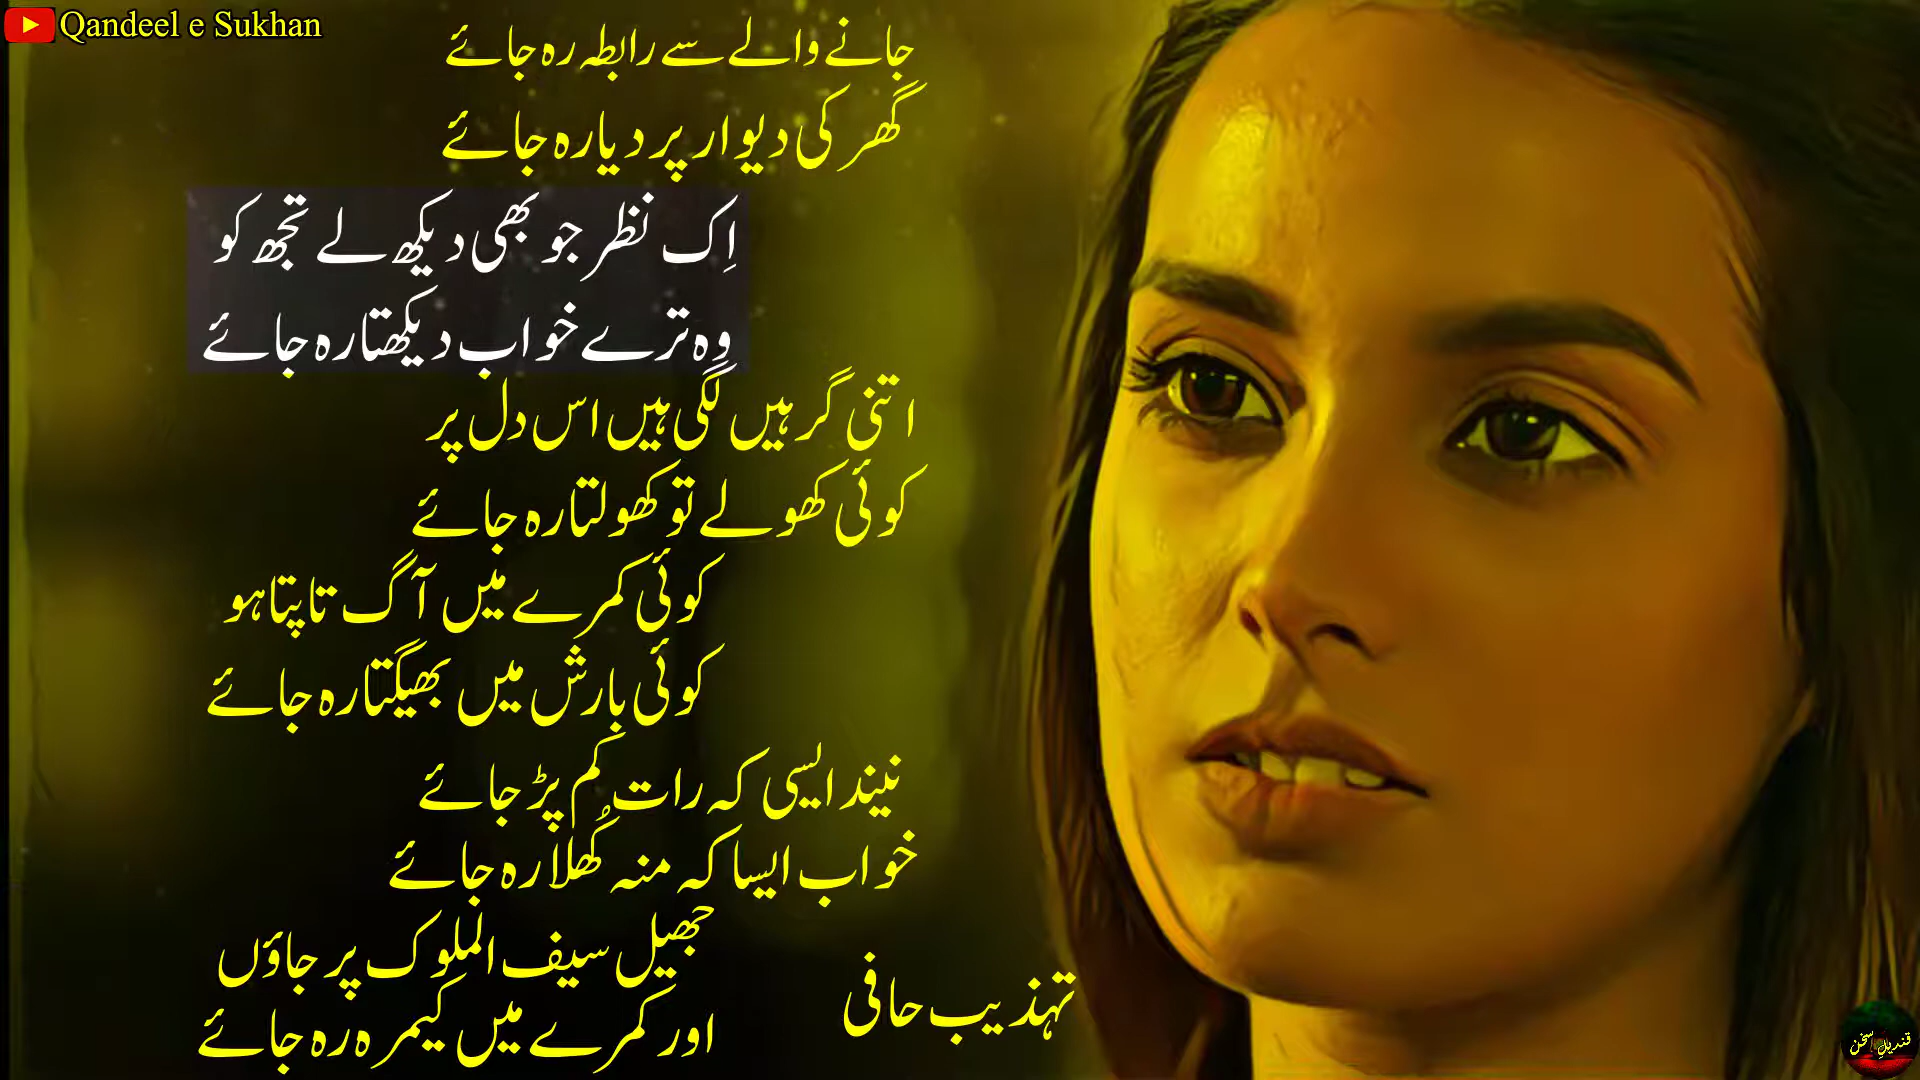 Qandeel e Sukhan
جانے والے سے رابطہ رہ جائے
گھر کی دیوار پر دیا رہ جائے
اِک نظر جو بھی دیکھ لے تجھ کو
وہ ترے خواب دیکھتا رہ جائے
اتنی گرہیں لگی ہیں اس دل پر
کوئی کھولے تو کھولتا رہ جائے
کوئی کمرے میں آگ تاپتا ہو
کوئی بارش میں بھیگتا رہ جائے
نیند ایسی کہ رات کم پڑ جائے
خواب ایسا کہ منہ کُھلا رہ جائے
جھیل سیف الملوک پر جاؤں
اور کمرے میں کیمرہ رہ جائے
تہذیب حافی
قندیلِ سخن